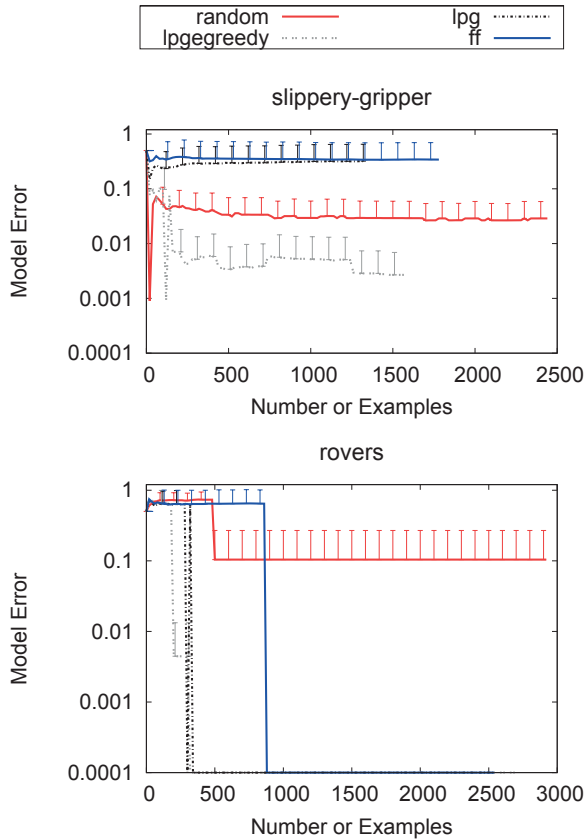 random lpg
lpgegreedy ff
slippery-gripper
1
0.1
0.01
0.001
0.0001
Model Error
0 500 1000 1500 2000 2500
Number or Examples
rovers
1
0.1
0.01
0.001
0.0001
Model Error
0 500 1000 1500 2000 2500 3000
Number or Examples